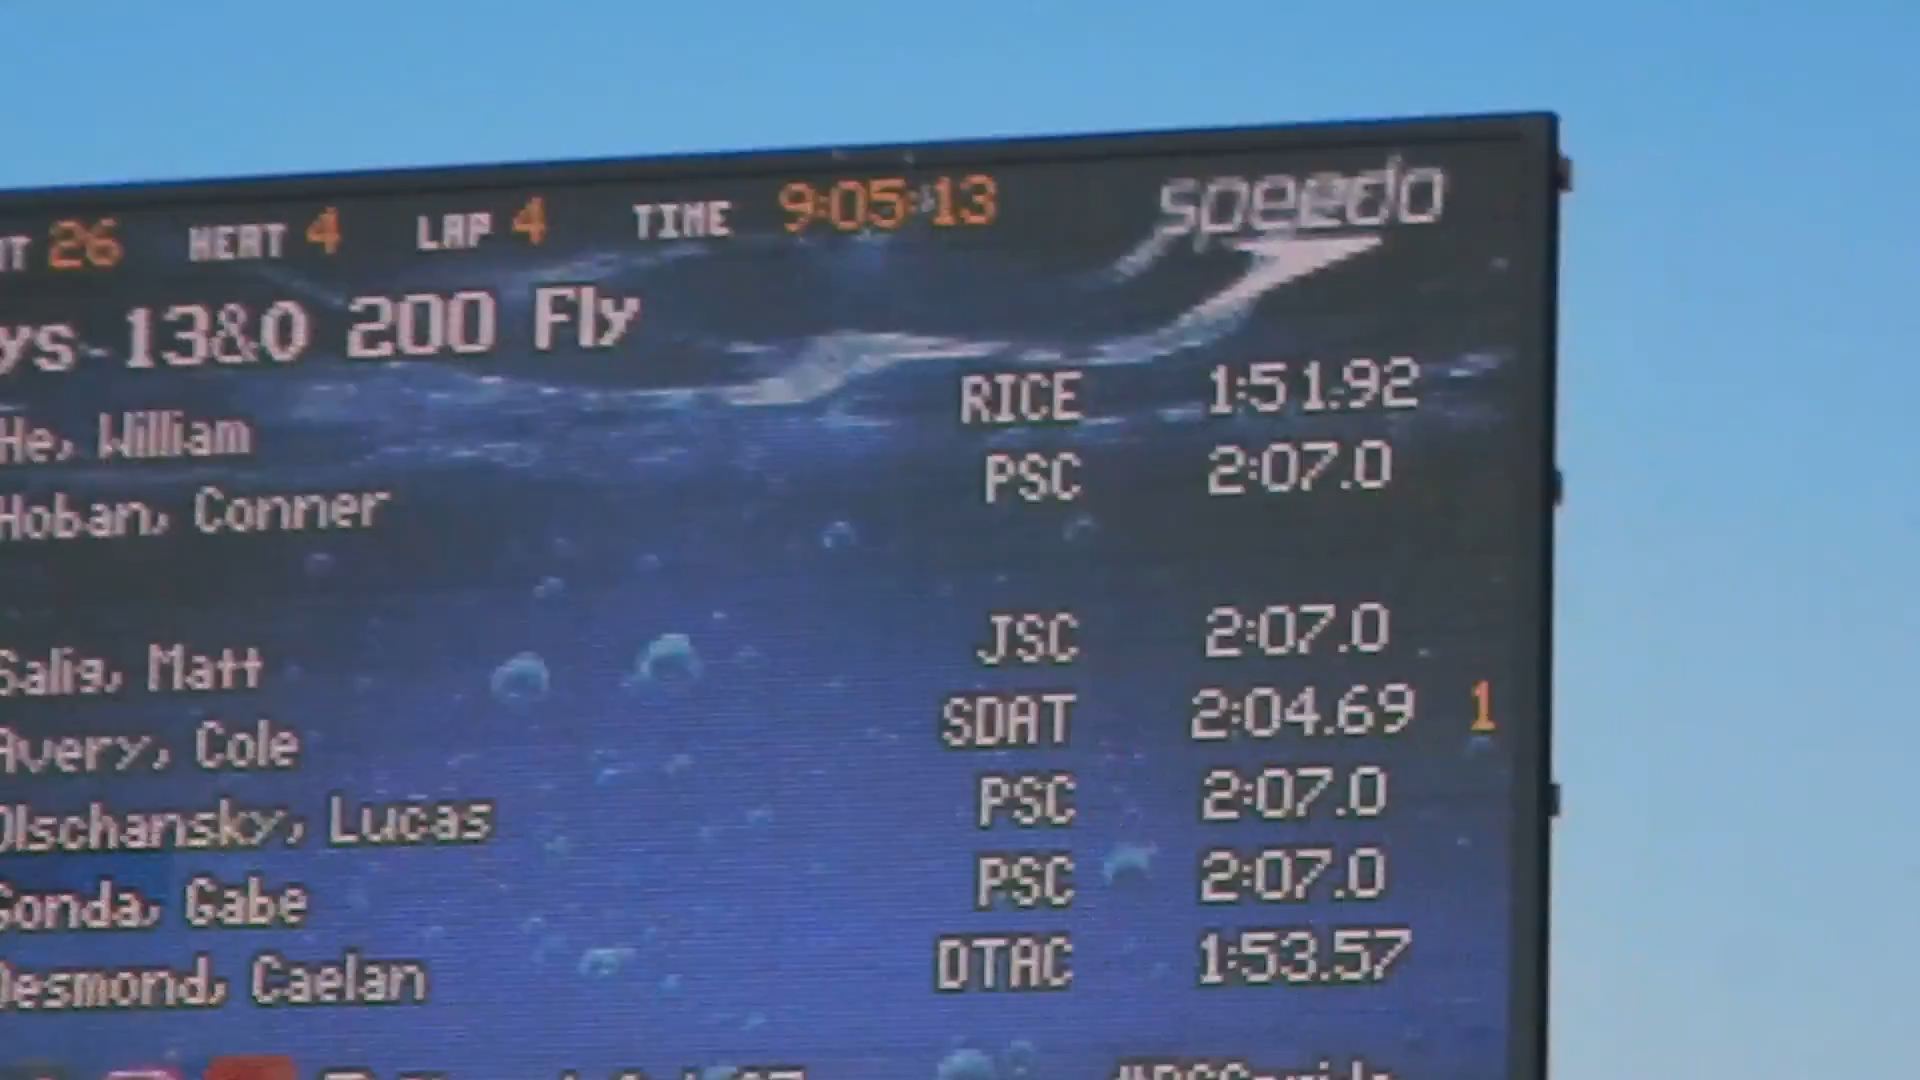 26 HEAT 4 LAP 4 TIME 9:05:13 speedo
ys 13&O 200 Fly
He, William RICE 1:51.92
Hoban, Conner PSC 2:07.0
Salig, Matt JSC 2:07.0
Avery, Cole SDAT 2:04.69 1
Olschansky, Lucas PSC 2:07.0
Gonda, Gabe PSC 2:07.0
Desmond, Caelan DTAC 1:53.57